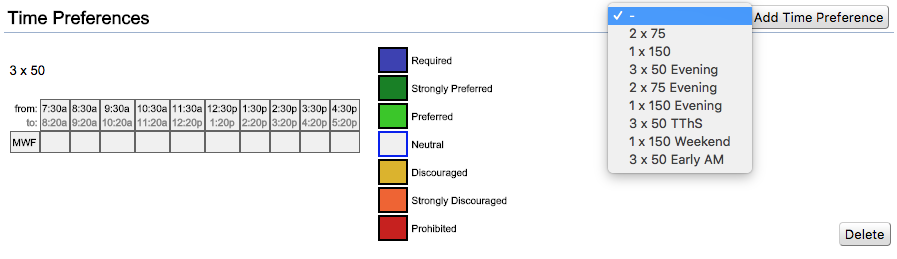 Time Preferences
✓ -
Add Time Preference
2 x 75
1 x 150
3 x 50 Evening
2 x 75 Evening
1 x 150 Evening
3 x 50 TThS
1 x 150 Weekend
3 x 50 Early AM
3 x 50
from: 7:30a 8:30a 9:30a 10:30a 11:30a 12:30p 1:30p 2:30p 3:30p 4:30p
to: 8:20a 9:20a 10:20a 11:20a 12:20p 1:20p 2:20p 3:20p 4:20p 5:20p
MWF
Required
Strongly Preferred
Preferred
Neutral
Discouraged
Strongly Discouraged
Prohibited
Delete